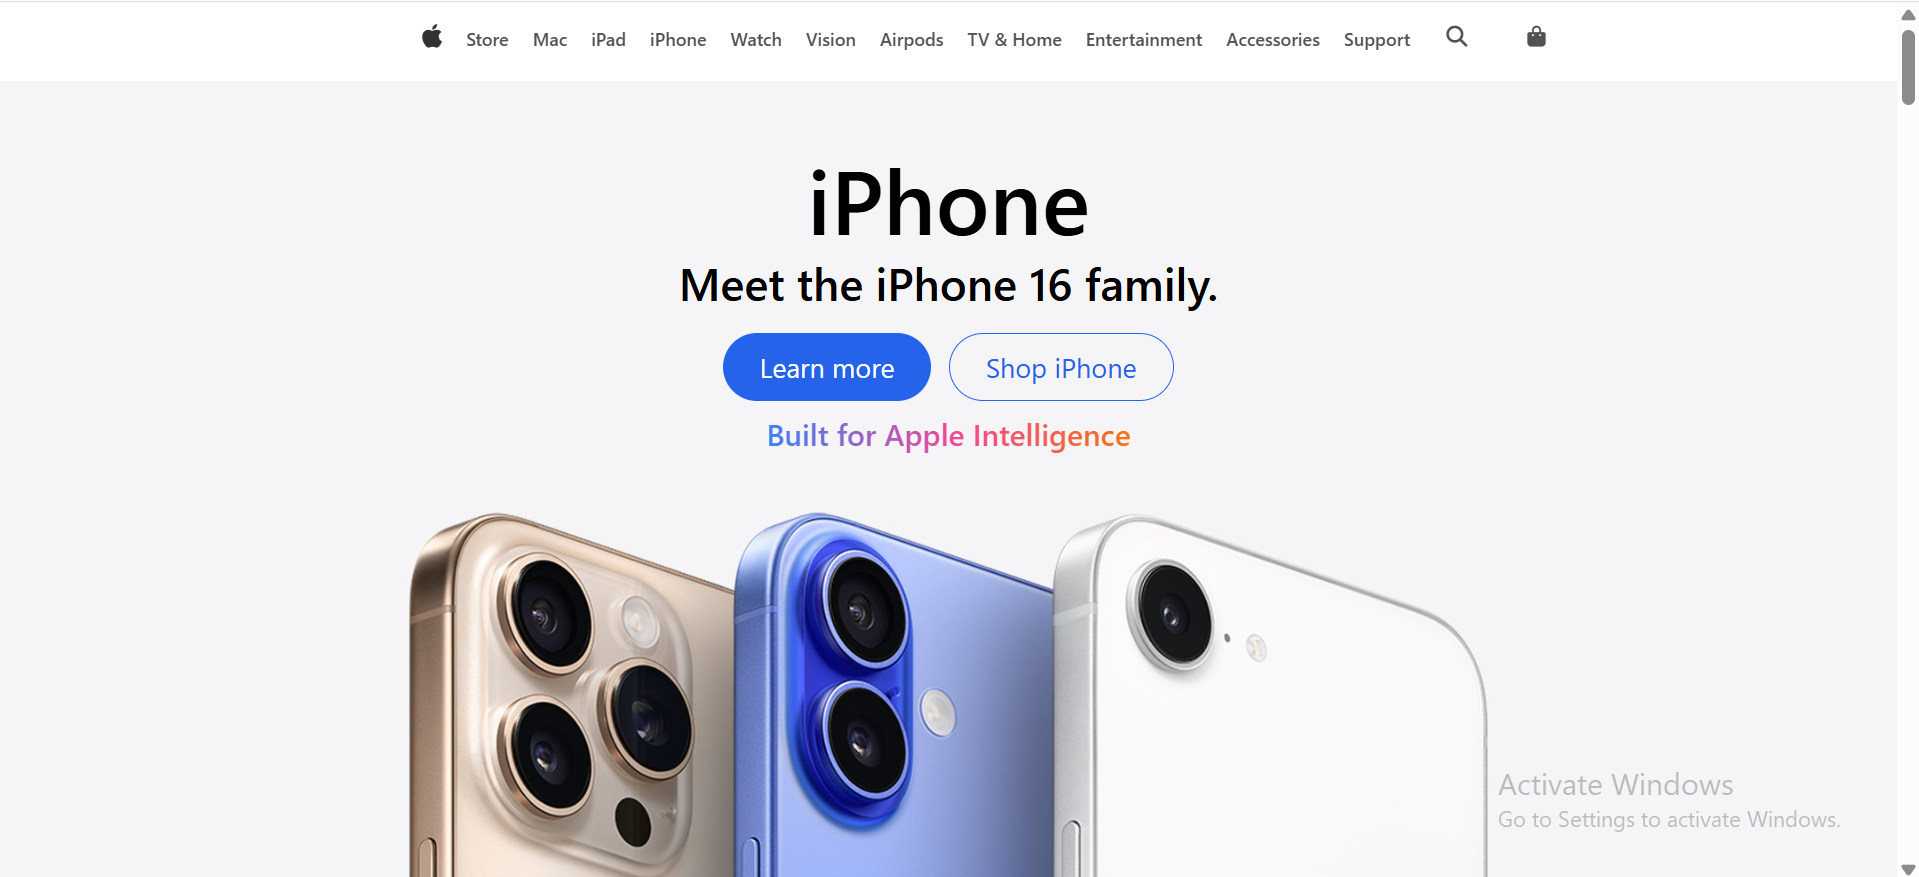 Store Mac iPad iPhone Watch Vision Airpods TV & Home Entertainment Accessories Support
iPhone
Meet the iPhone 16 family.
Learn more Shop iPhone
Built for Apple Intelligence
Activate Windows
Go to Settings to activate Windows.